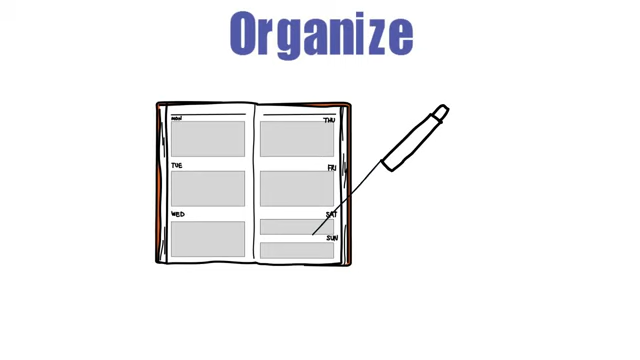 Organize
MON
TUE
WED
THU
FRI
SAT
SUN